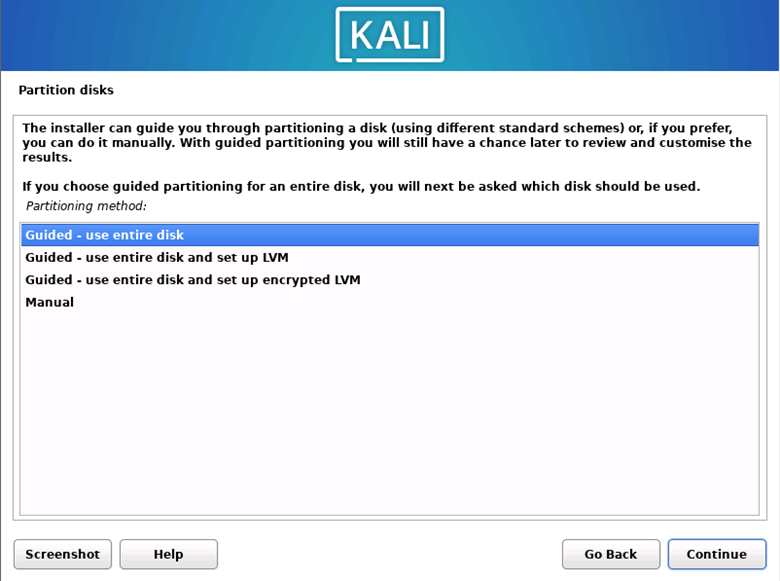 KALI
Partition disks
The installer can guide you through partitioning a disk (using different standard schemes) or, if you prefer,
you can do it manually. With guided partitioning you will still have a chance later to review and customise the
results.
If you choose guided partitioning for an entire disk, you will next be asked which disk should be used.
Partitioning method:
Guided - use entire disk
Guided - use entire disk and set up LVM
Guided - use entire disk and set up encrypted LVM
Manual
Screenshot Help Go Back Continue